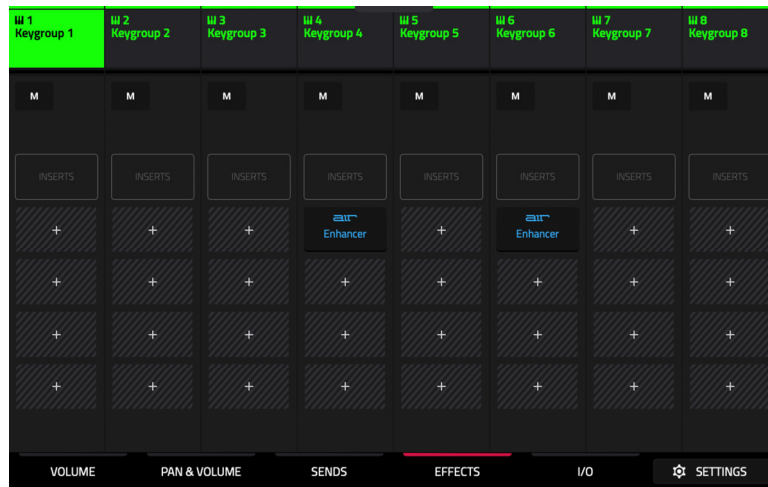 1
Keygroup 1
2
Keygroup 2
3
Keygroup 3
4
Keygroup 4
5
Keygroup 5
6
Keygroup 6
7
Keygroup 7
8
Keygroup 8
M M M M M M M M
INSERTS INSERTS INSERTS INSERTS INSERTS INSERTS INSERTS INSERTS
+ + + air + air + +
Enhancer Enhancer
+ + + + + + + +
+ + + + + + + +
+ + + + + + + +
VOLUME PAN & VOLUME SENDS EFFECTS I/O SETTINGS